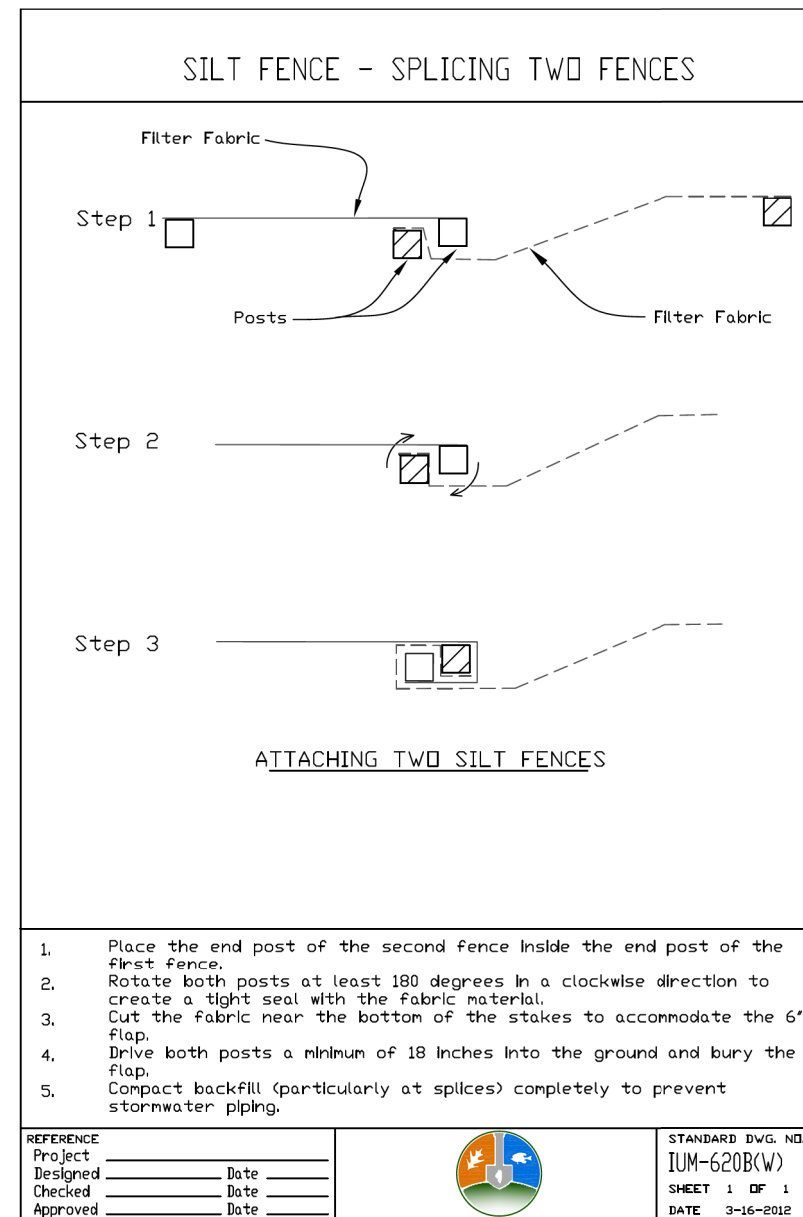 SILT FENCE - SPLICING TWO FENCES
Filter Fabric
Step 1
Posts
Filter Fabric
Step 2
Step 3
ATTACHING TWO SILT FENCES
1. Place the end post of the second fence inside the end post of the
first fence.
2. Rotate both posts at least 180 degrees in a clockwise direction to
create a tight seal with the fabric material.
3. Cut the fabric near the bottom of the stakes to accommodate the 6"
flap.
4. Drive both posts a minimum of 18 inches into the ground and bury the
flap.
5. Compact backfill (particularly at splices) completely to prevent
stormwater piping.
REFERENCE
Project
Designed Date
Checked Date
Approved Date
STANDARD DWG. NO.
IUM-620B(W)
SHEET 1 OF 1
DATE 3-16-2012